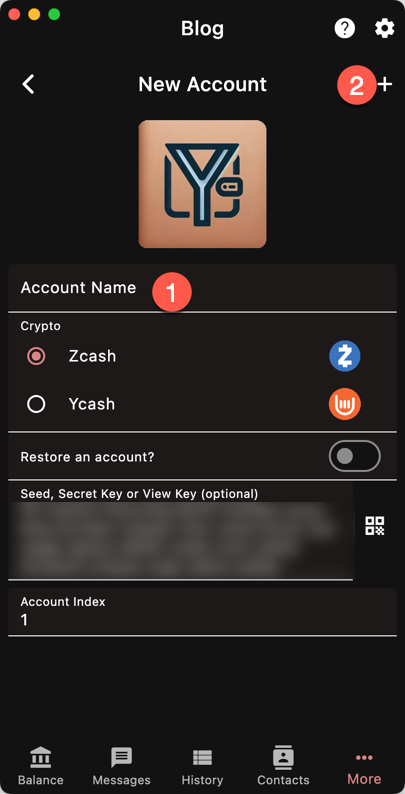 Blog
?
New Account
2
Account Name
1
Crypto
Zcash
Ycash
Restore an account?
Seed, Secret Key or View Key (optional)
Account Index
1
Balance
Messages
History
Contacts
More